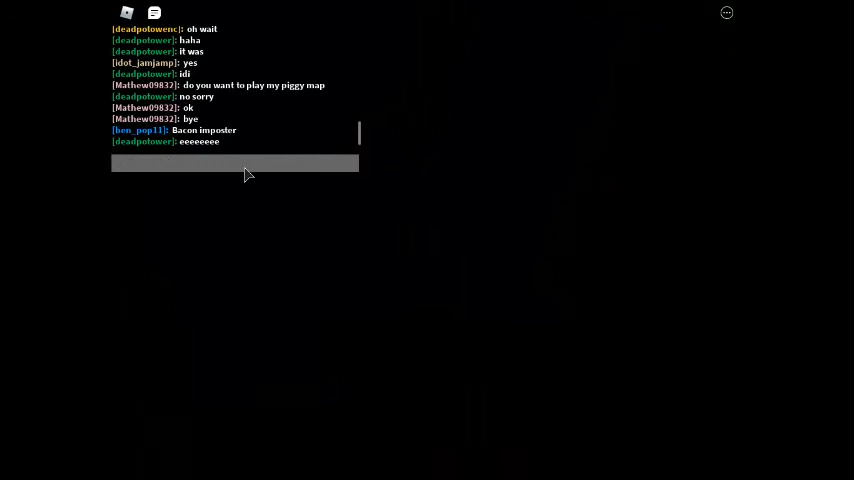 [deadpotowenc]: oh wait
[deadpotower]: haha
[deadpotower]: it was
[idot_jamjamp]: yes
[deadpotower]: idi
[Mathew09832]: do you want to play my piggy map
[deadpotower]: no sorry
[Mathew09832]: ok
[Mathew09832]: bye
[ben_pop11]: Bacon imposter
[deadpotower]: eeeeeeee